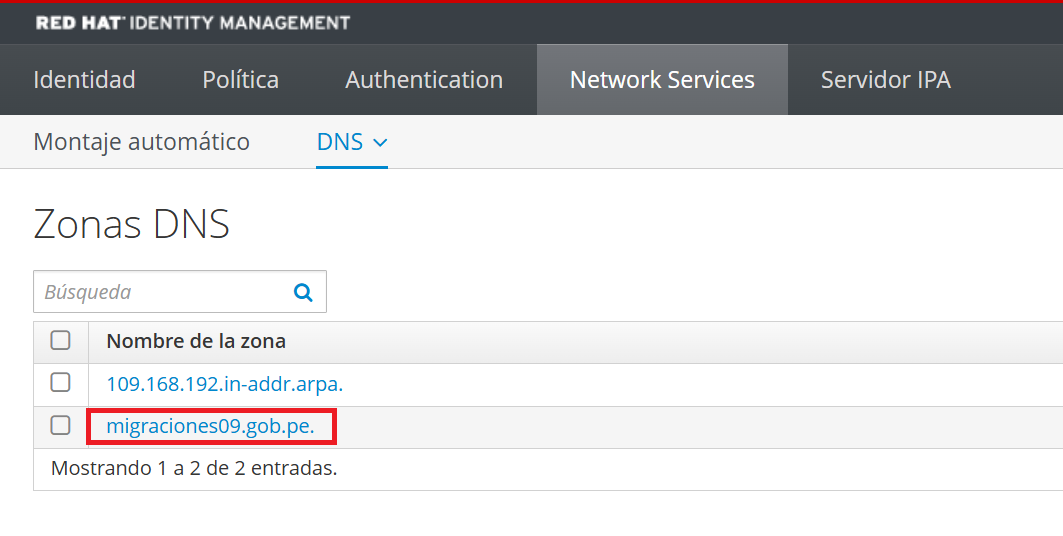 RED HAT® IDENTITY MANAGEMENT
Identidad Política Authentication Network Services Servidor IPA
Montaje automático DNS
Zonas DNS
Búsqueda
Nombre de la zona
109.168.192.in-addr.arpa.
migraciones09.gob.pe.
Mostrando 1 a 2 de 2 entradas.